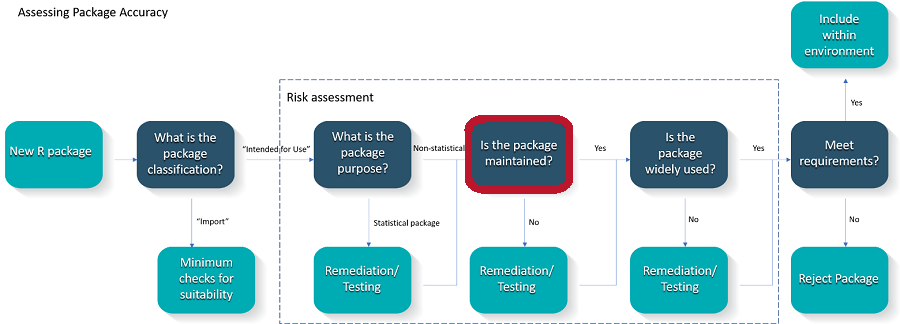 Assessing Package Accuracy
Include
within
environment
Risk assessment
Yes
New R package
What is the
package
classification?
"Intended for Use"
What is the
package
purpose?
Non-statistical
Is the package
maintained?
Yes
Is the
package
widely used?
Yes
Meet
requirements?
"Import"
Statistical package
No
No
No
Minimum
checks for
suitability
Remediation/
Testing
Remediation/
Testing
Remediation/
Testing
Reject Package